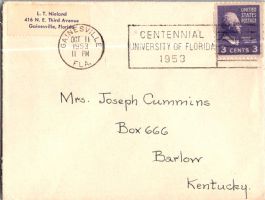 L. T. Nieland
416 N. E. Third Avenue
Gainesville, Florida
GAINESVILLE
OCT 11
11 PM
1953
FLA.
CENTENNIAL
UNIVERSITY OF FLORIDA
1953
UNITED STATES
POSTAGE
3 CENTS 3
Mrs. Joseph Cummins
Box 666
Barlow
Kentucky.